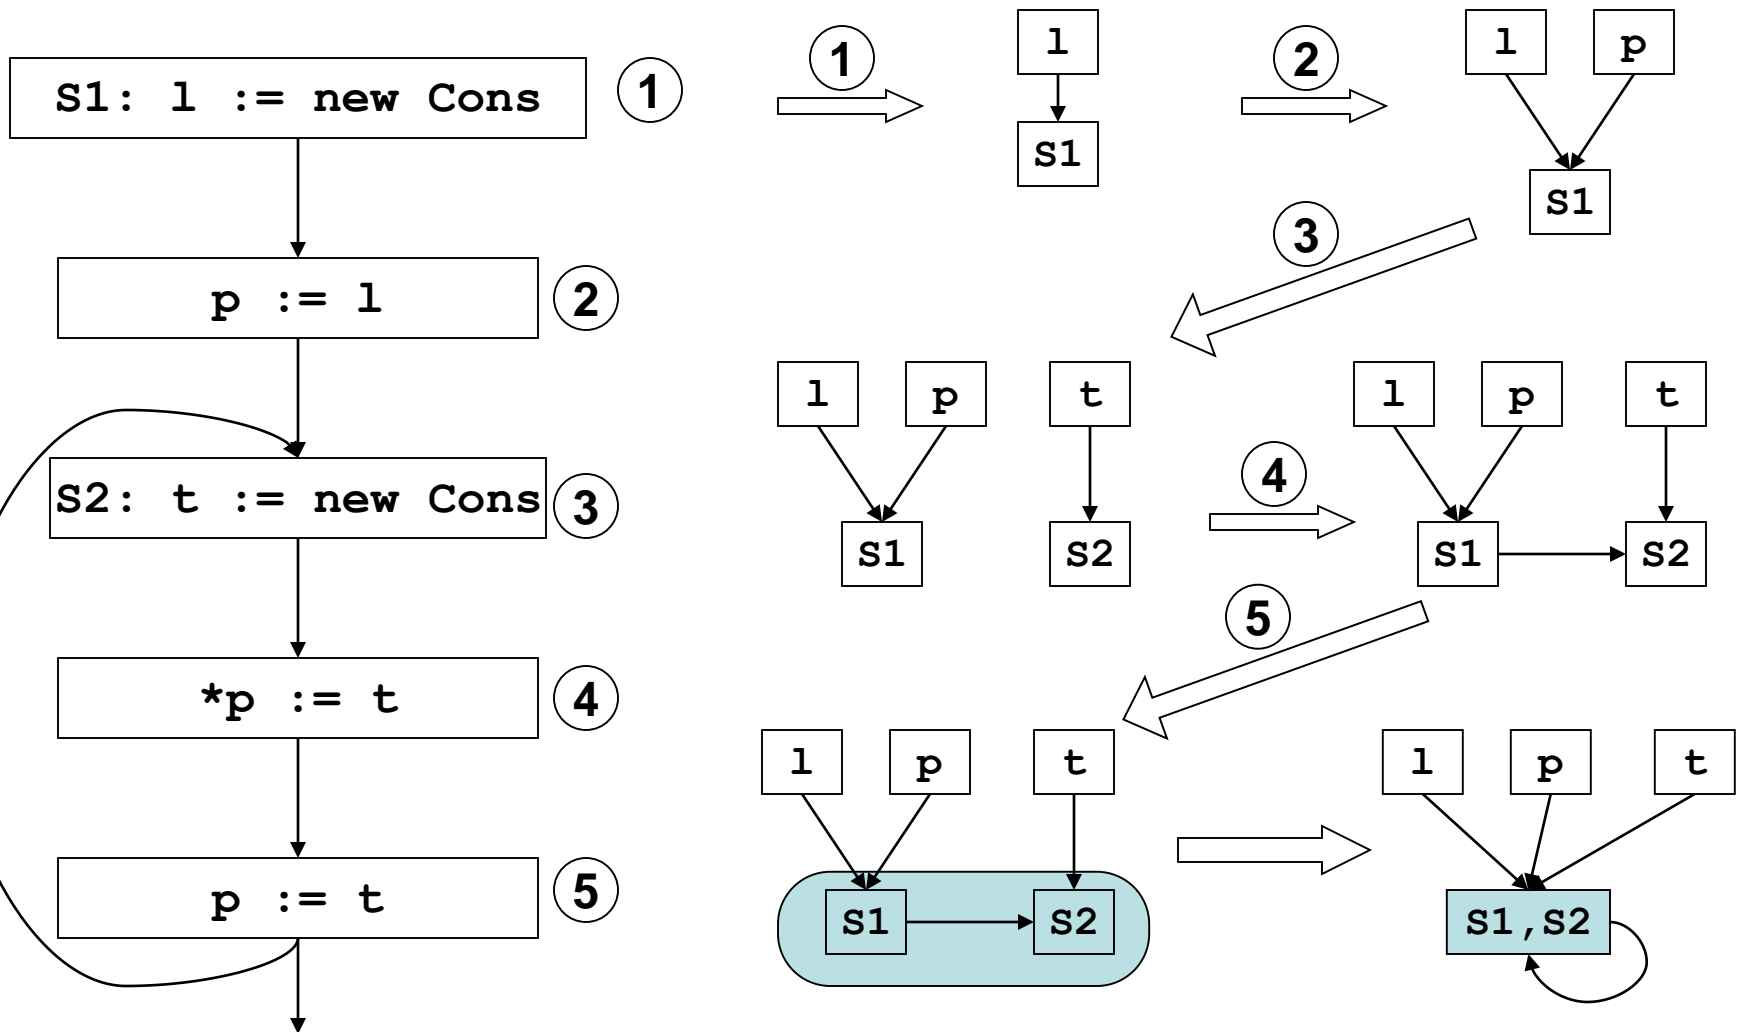 S1: l := new Cons
1
p := l
2
S2: t := new Cons
3
*p := t
4
p := t
5
1
l
S1
2
l p
S1
3
l p t
S1 S2
4
l p t
S1 S2
5
l p t
S1 S2
l p t
S1,S2